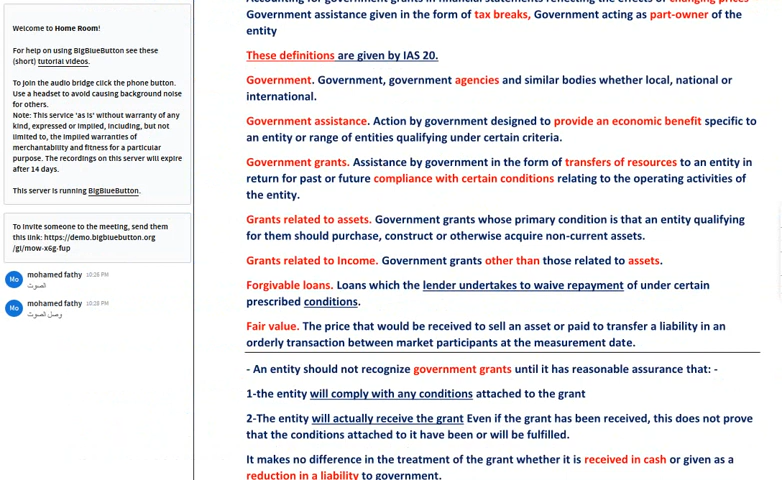 Welcome to Home Room!
For help on using BigBlueButton see these
(short) tutorial videos.
To join the audio bridge click the phone button.
Use a headset to avoid causing background noise
for others.
Note: This service 'as is' without warranty of any
kind, expressed or implied, including, but not
limited to, the implied warranties of
merchantability and fitness for a particular
purpose. The recordings on this server will expire
after 14 days.
This server is running BigBlueButton.
To invite someone to the meeting, send them
this link: https://demo.bigbluebutton.org
/gl/mow-x6g-fup
Mo mohamed fathy 10:28 PM
الصوت
Mo mohamed fathy 10:28 PM
وصل الصوت
Accounting for government grants in financial statements reflecting the effects of changing prices
Government assistance given in the form of tax breaks, Government acting as part-owner of the
entity
These definitions are given by IAS 20.
Government. Government, government agencies and similar bodies whether local, national or
international.
Government assistance. Action by government designed to provide an economic benefit specific to
an entity or range of entities qualifying under certain criteria.
Government grants. Assistance by government in the form of transfers of resources to an entity in
return for past or future compliance with certain conditions relating to the operating activities of
the entity.
Grants related to assets. Government grants whose primary condition is that an entity qualifying
for them should purchase, construct or otherwise acquire non-current assets.
Grants related to Income. Government grants other than those related to assets.
Forgivable loans. Loans which the lender undertakes to waive repayment of under certain
prescribed conditions.
Fair value. The price that would be received to sell an asset or paid to transfer a liability in an
orderly transaction between market participants at the measurement date.
- An entity should not recognize government grants until it has reasonable assurance that: -
1-the entity will comply with any conditions attached to the grant
2-The entity will actually receive the grant Even if the grant has been received, this does not prove
that the conditions attached to it have been or will be fulfilled.
It makes no difference in the treatment of the grant whether it is received in cash or given as a
reduction in a liability to government.